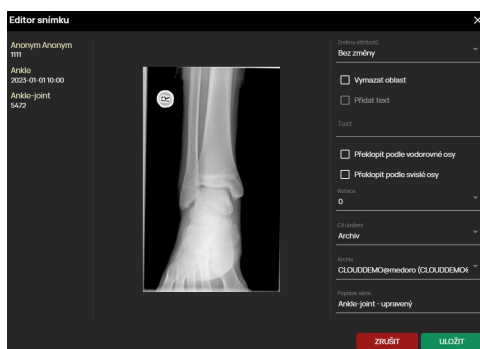 Editor snímku
Anonym Anonym
1111
Ankle
2023-01-01 10:00
Ankle-joint
5472
Změna atributů
Bez změny
Vymazat oblast
Přidat text
Text
Překlopit podle vodorovné osy
Překlopit podle svislé osy
Rotace
0
Cíl uložení
Archiv
Archiv
CLOUDDEMO@medoro (CLOUDDEMO@
Popisek série
Ankle-joint - upravený
ZRUŠIT
ULOŽIT